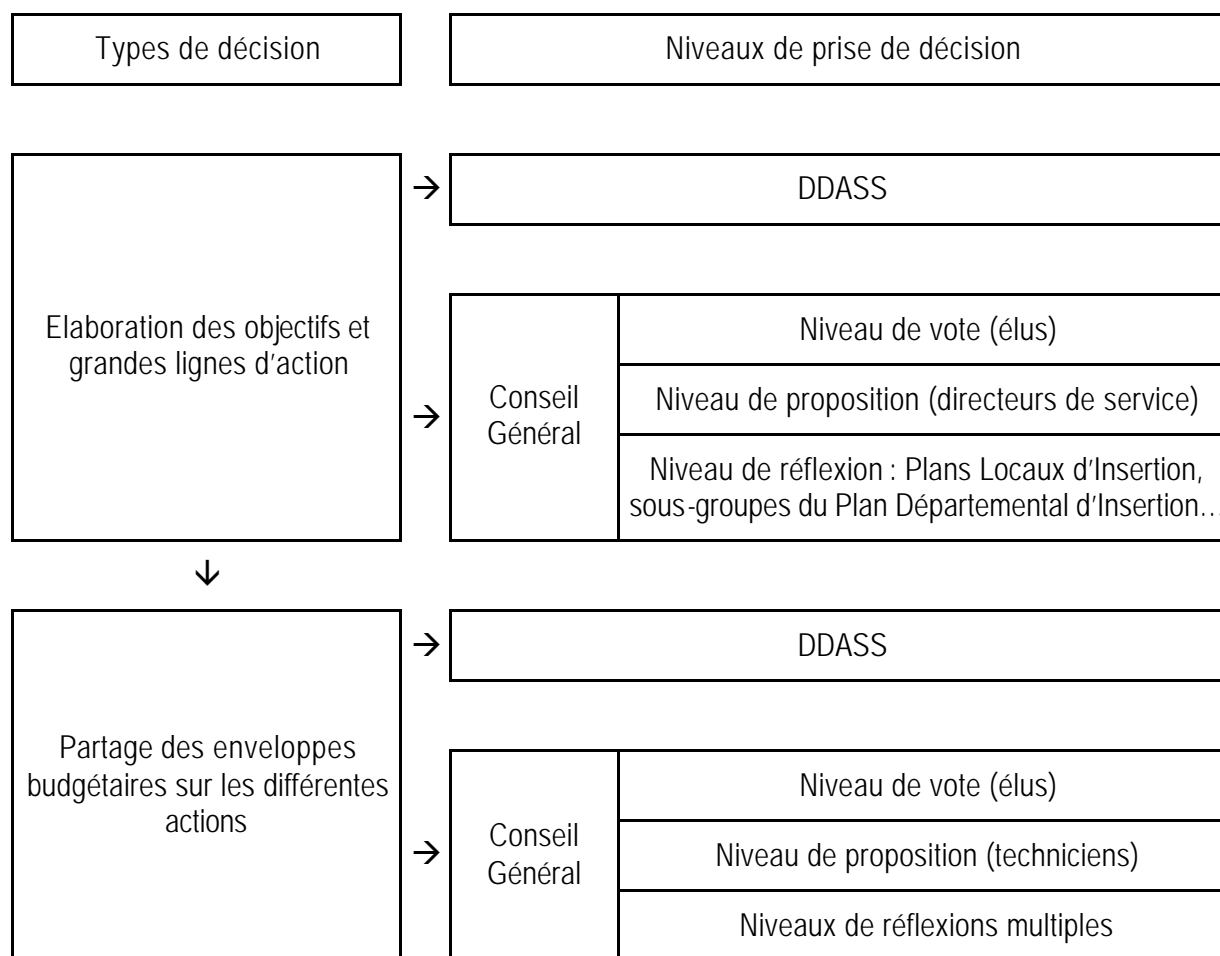 Types de décision
Niveaux de prise de décision
Elaboration des objectifs et
grandes lignes d'action
→
DDASS
→
Conseil
Général
Niveau de vote (élus)
Niveau de proposition (directeurs de service)
Niveau de réflexion : Plans Locaux d'Insertion,
sous-groupes du Plan Départemental d'Insertion…
↓
Partage des enveloppes
budgétaires sur les différentes
actions
→
DDASS
→
Conseil
Général
Niveau de vote (élus)
Niveau de proposition (techniciens)
Niveaux de réflexions multiples